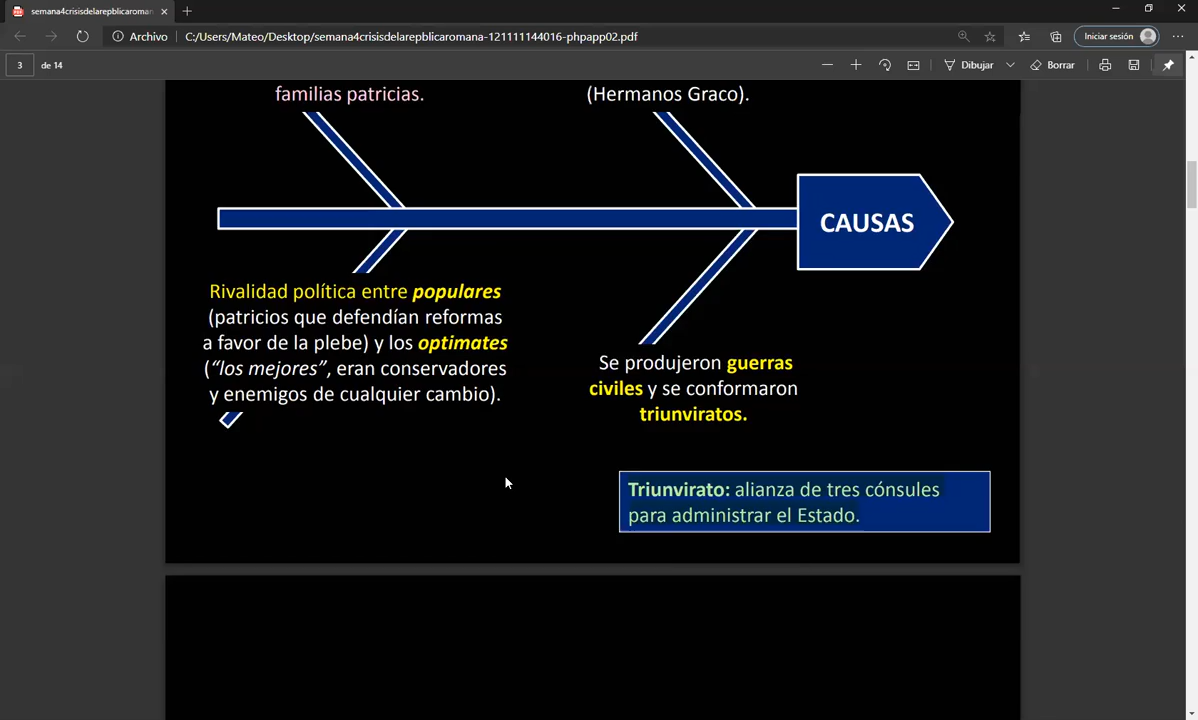 semana4crisisdelarepblicaroman
Archivo
C:/Users/Mateo/Desktop/semana4crisisdelarepblicaromana-121111144016-phpapp02.pdf
Iniciar sesión
3
de 14
Dibujar
Borrar
familias patricias.
(Hermanos Graco).
CAUSAS
Rivalidad política entre populares
(patricios que defendían reformas
a favor de la plebe) y los optimates
(“los mejores”, eran conservadores
y enemigos de cualquier cambio).
Se produjeron guerras
civiles y se conformaron
triunviratos.
Triunvirato: alianza de tres cónsules
para administrar el Estado.